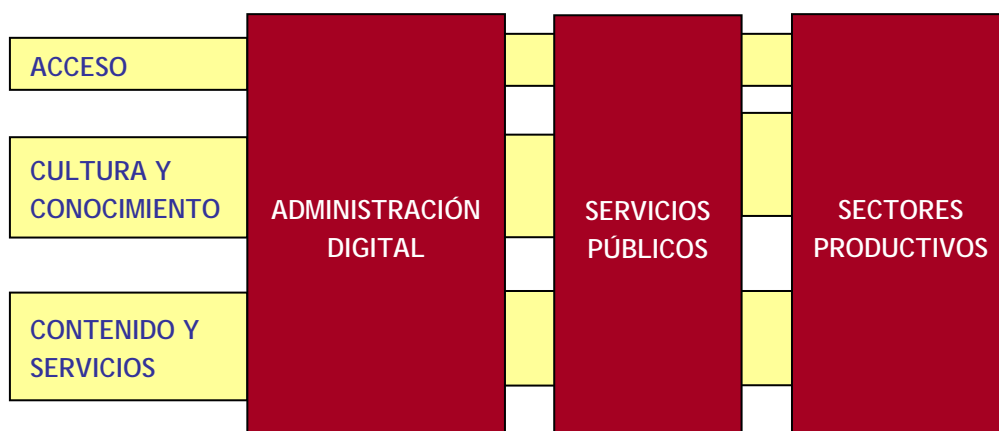 ACCESO
CULTURA Y
CONOCIMIENTO
CONTENIDO Y
SERVICIOS
ADMINISTRACIÓN
DIGITAL
SERVICIOS
PÚBLICOS
SECTORES
PRODUCTIVOS